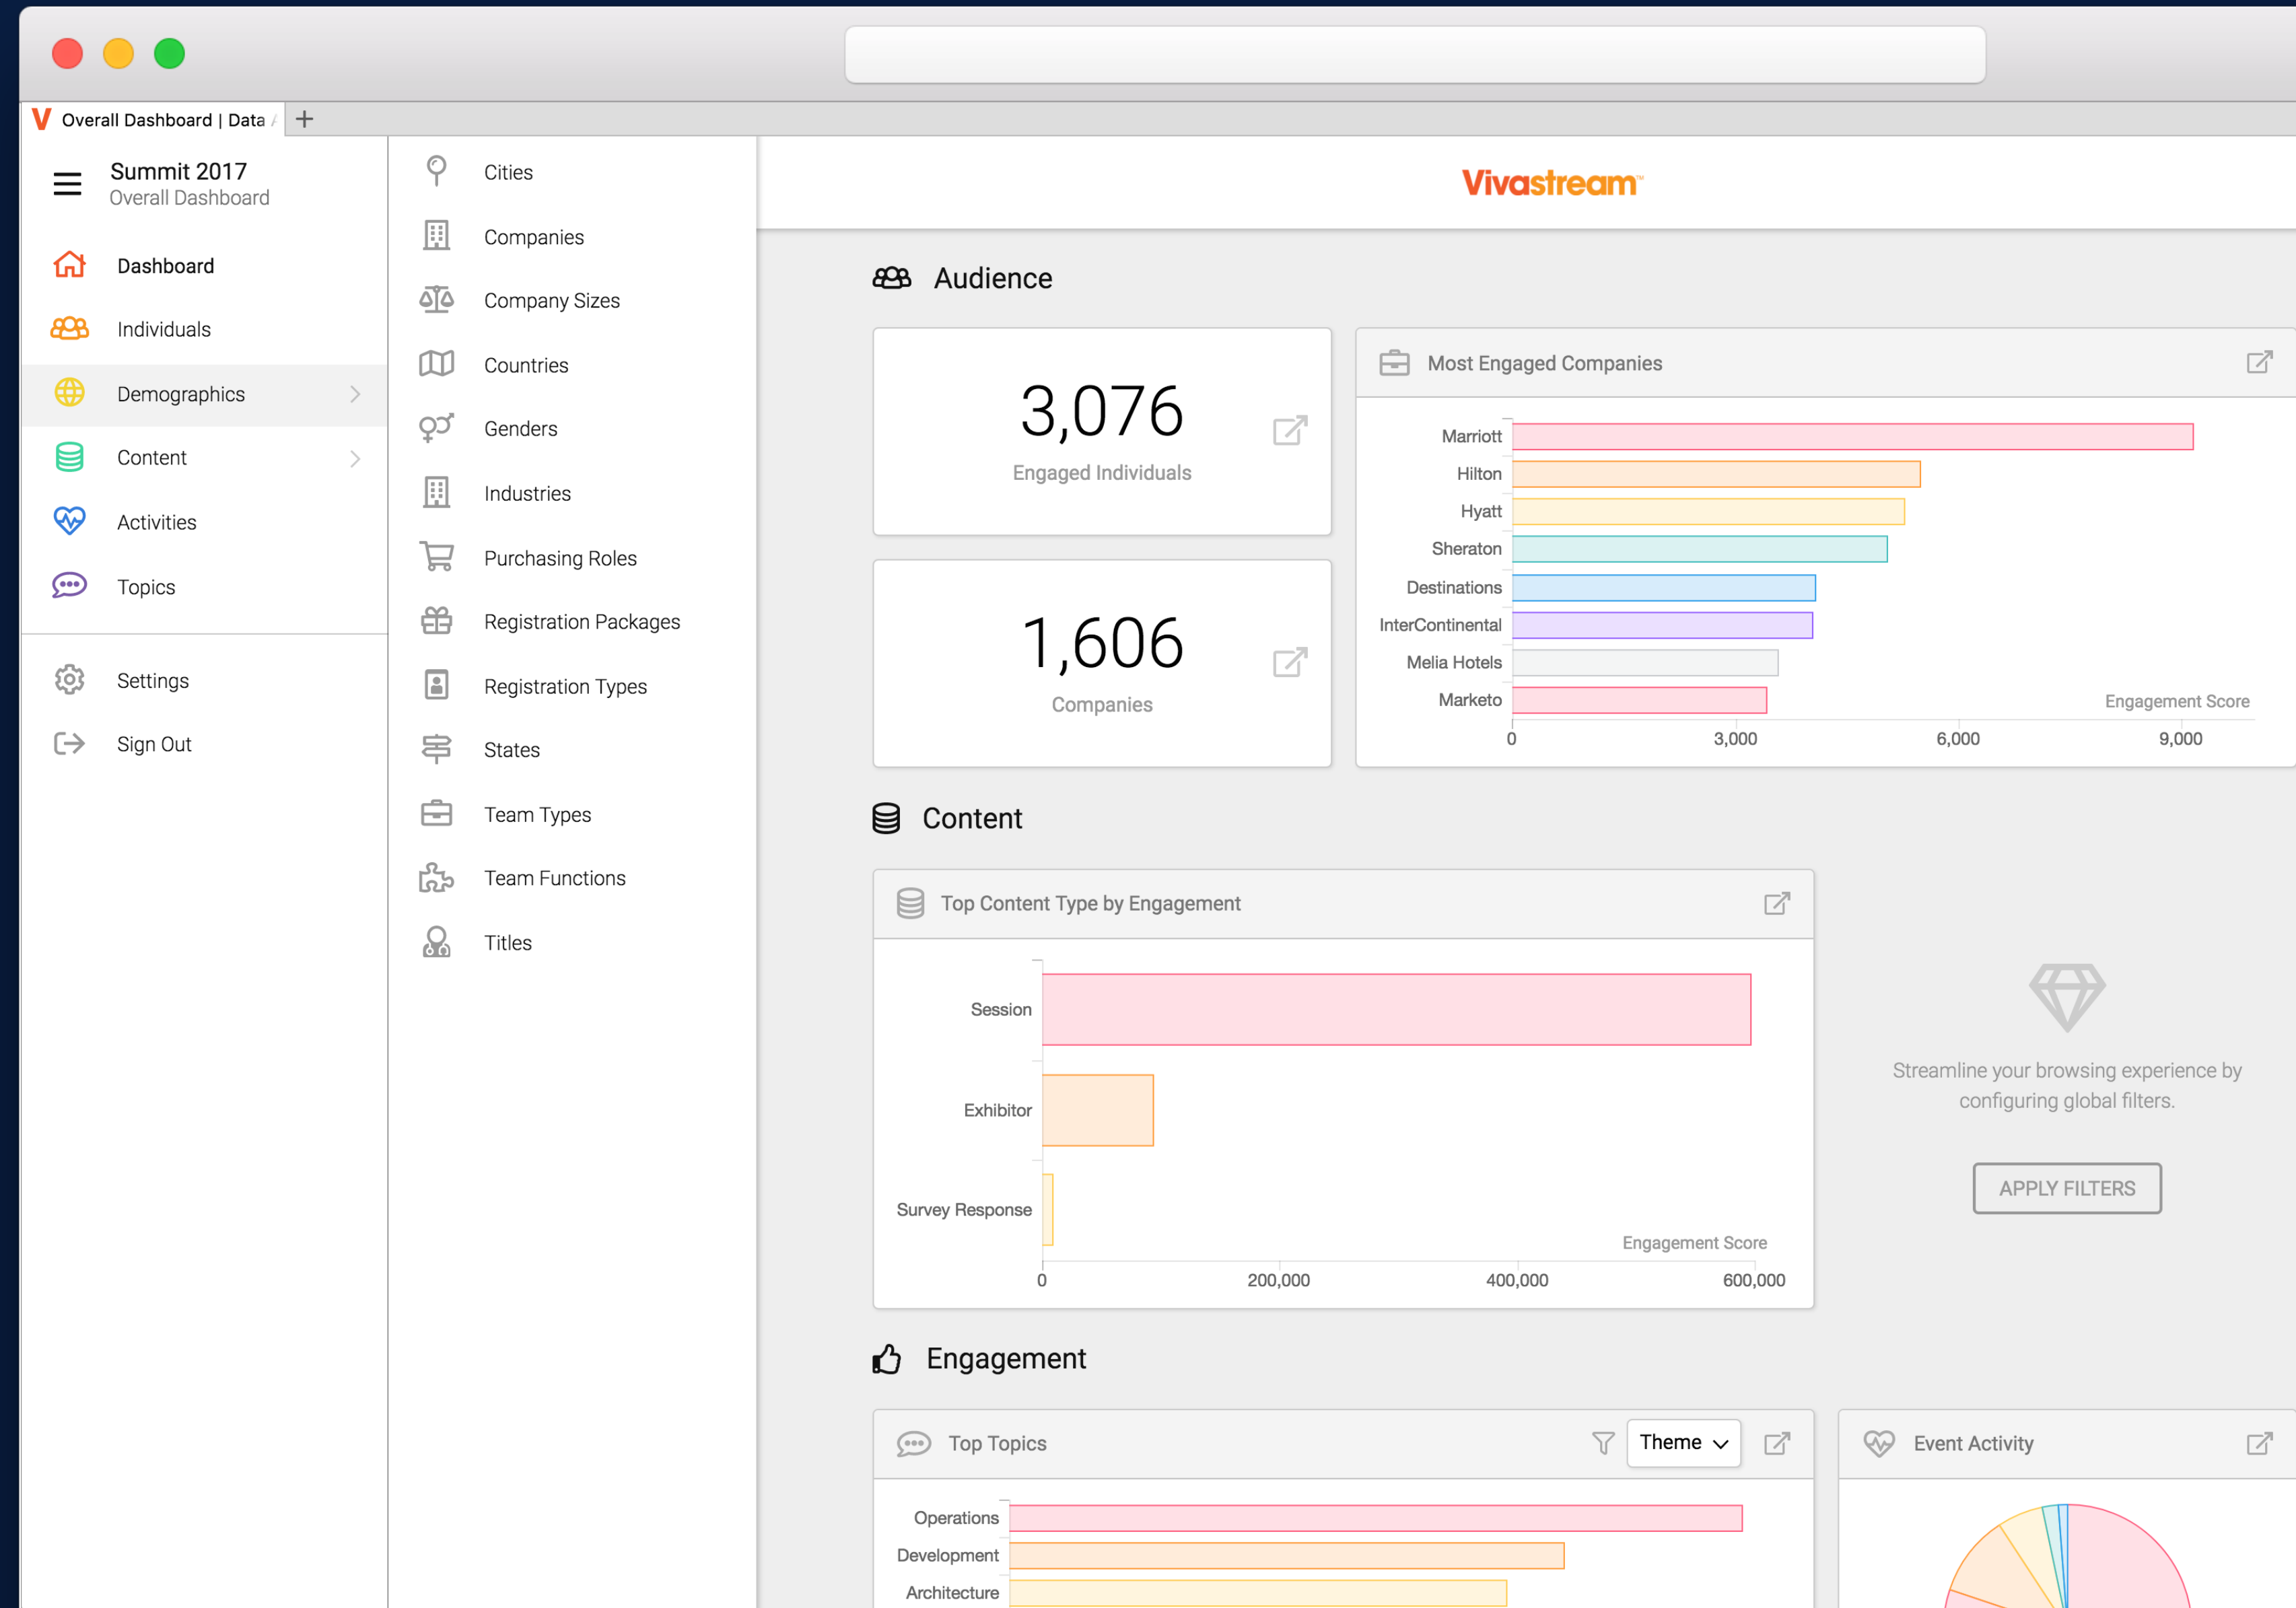 Overall Dashboard | Data
Summit 2017
Overall Dashboard
Dashboard
Individuals
Demographics
Content
Activities
Topics
Settings
Sign Out
Cities
Companies
Company Sizes
Countries
Genders
Industries
Purchasing Roles
Registration Packages
Registration Types
States
Team Types
Team Functions
Titles
Vivastream™
Audience
3,076
Engaged Individuals
1,606
Companies
Most Engaged Companies
Marriott
Hilton
Hyatt
Sheraton
Destinations
InterContinental
Melia Hotels
Marketo
Engagement Score
0 3,000 6,000 9,000
Content
Top Content Type by Engagement
Session
Exhibitor
Survey Response
Engagement Score
0 200,000 400,000 600,000
Streamline your browsing experience by
configuring global filters.
APPLY FILTERS
Engagement
Top Topics
Theme
Operations
Development
Architecture
Event Activity